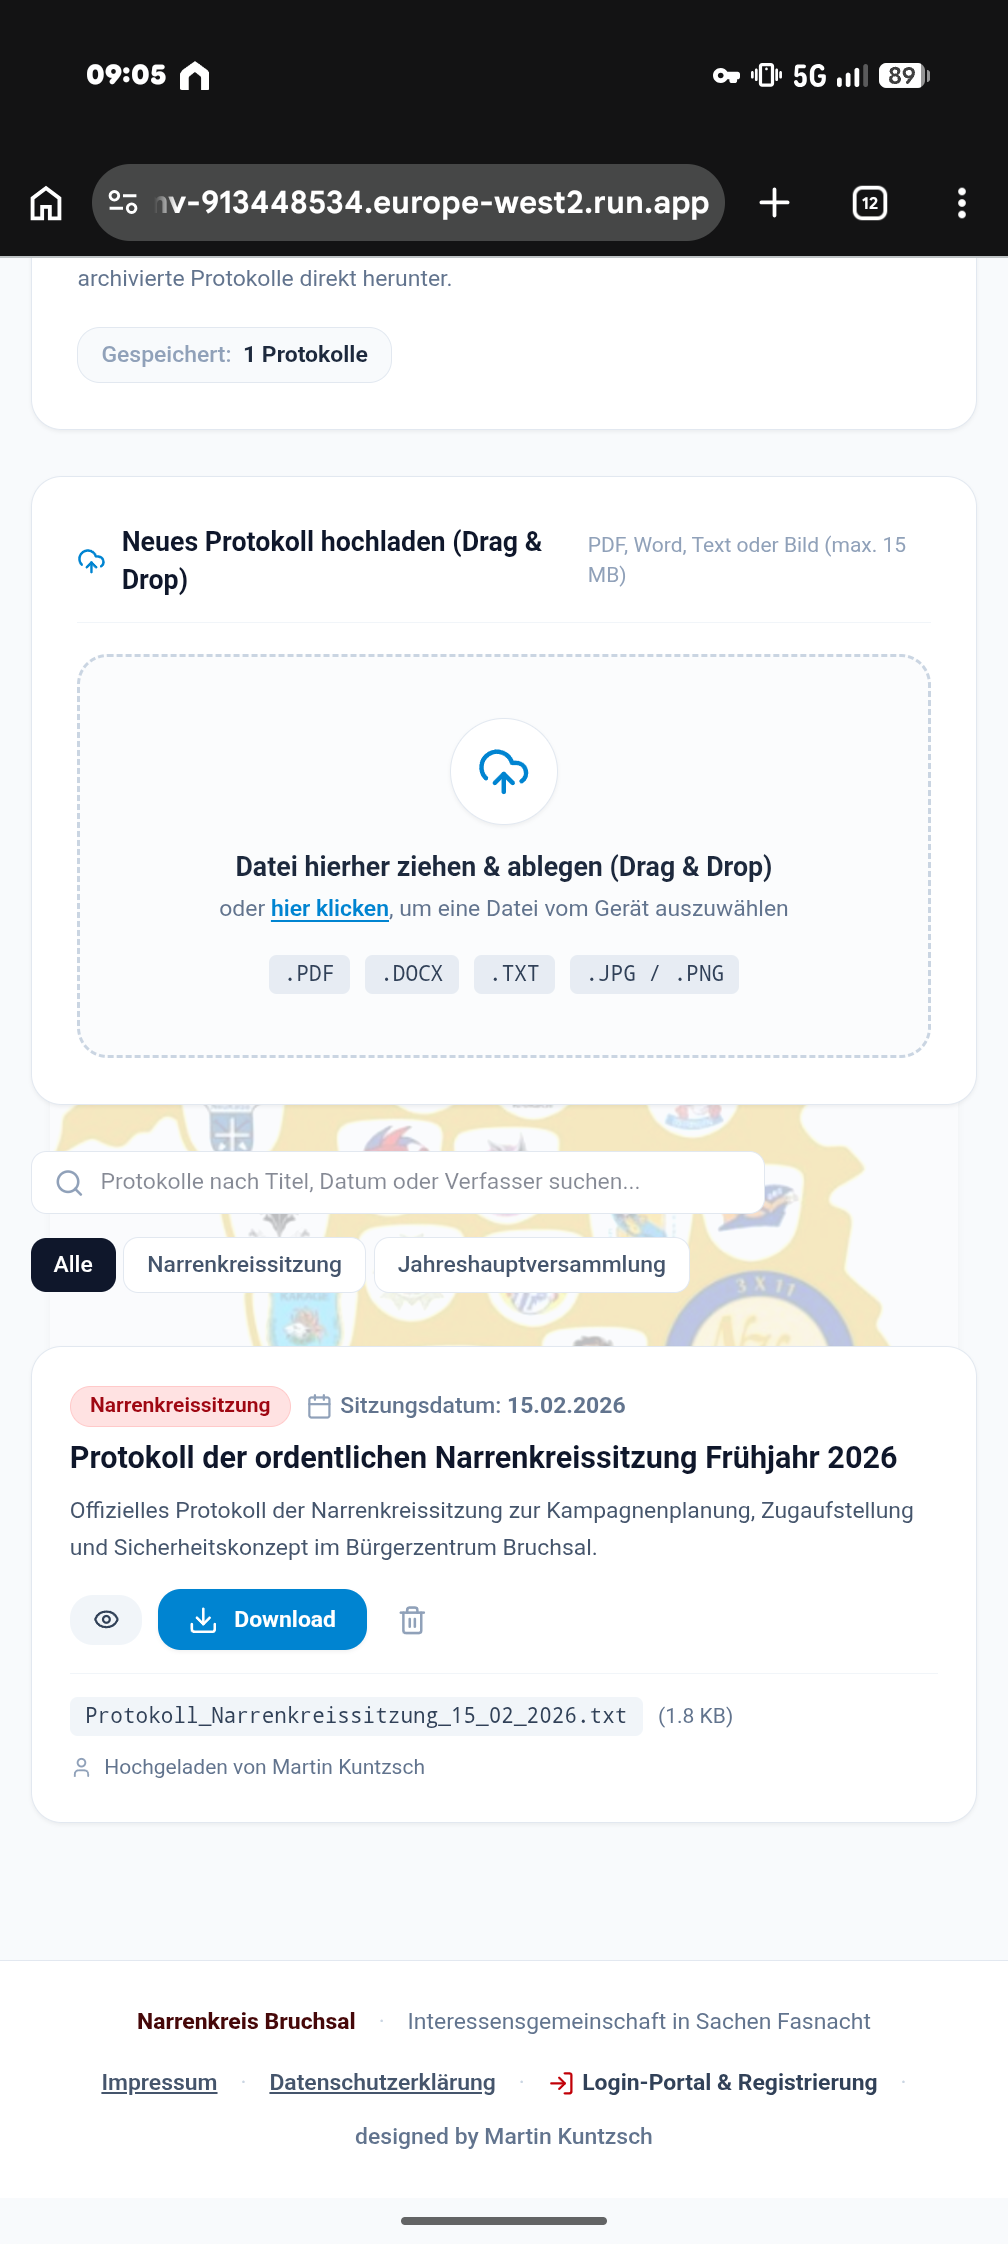 09:05
5G
89
v-913448534.europe-west2.run.app
12
archivierte Protokolle direkt herunter.
Gespeichert: 1 Protokolle
Neues Protokoll hochladen (Drag &
Drop)
PDF, Word, Text oder Bild (max. 15
MB)
Datei hierher ziehen & ablegen (Drag & Drop)
oder hier klicken, um eine Datei vom Gerät auszuwählen
.PDF .DOCX .TXT .JPG / .PNG
Protokolle nach Titel, Datum oder Verfasser suchen...
Alle Narrenkreissitzung Jahreshauptversammlung
3 X 11
Narrenkreissitzung Sitzungsdatum: 15.02.2026
Protokoll der ordentlichen Narrenkreissitzung Frühjahr 2026
Offizielles Protokoll der Narrenkreissitzung zur Kampagnenplanung, Zugaufstellung
und Sicherheitskonzept im Bürgerzentrum Bruchsal.
Download
Protokoll_Narrenkreissitzung_15_02_2026.txt (1.8 KB)
Hochgeladen von Martin Kuntzsch
Narrenkreis Bruchsal · Interessensgemeinschaft in Sachen Fasnacht
Impressum · Datenschutzerklärung · Login-Portal & Registrierung ·
designed by Martin Kuntzsch